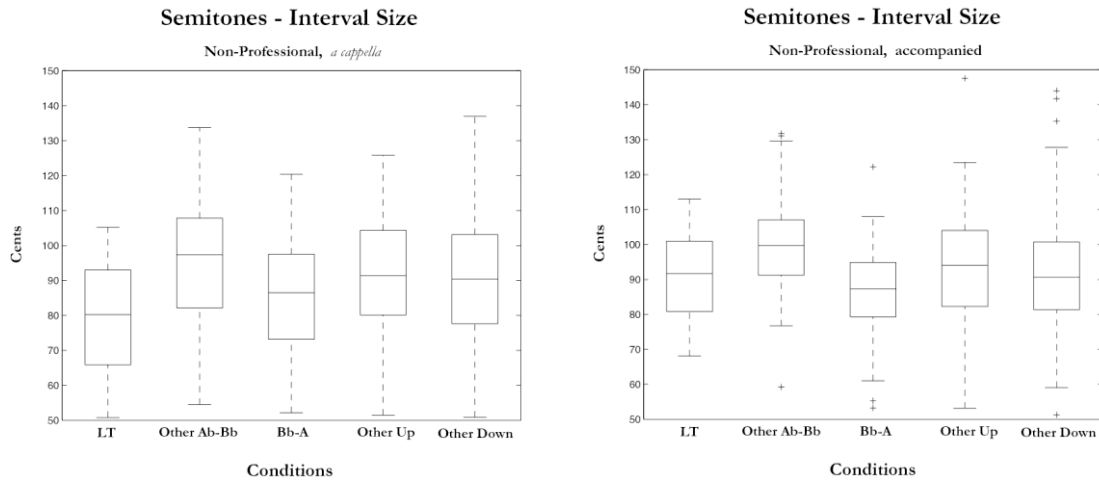 Semitones - Interval Size
Non-Professional, a cappella
150
140
130
120
110
100
90
80
70
60
50
Cents
LT Other Ab-Bb Bb-A Other Up Other Down
Conditions
Semitones - Interval Size
Non-Professional, accompanied
150
140
130
120
110
100
90
80
70
60
50
Cents
LT Other Ab-Bb Bb-A Other Up Other Down
Conditions